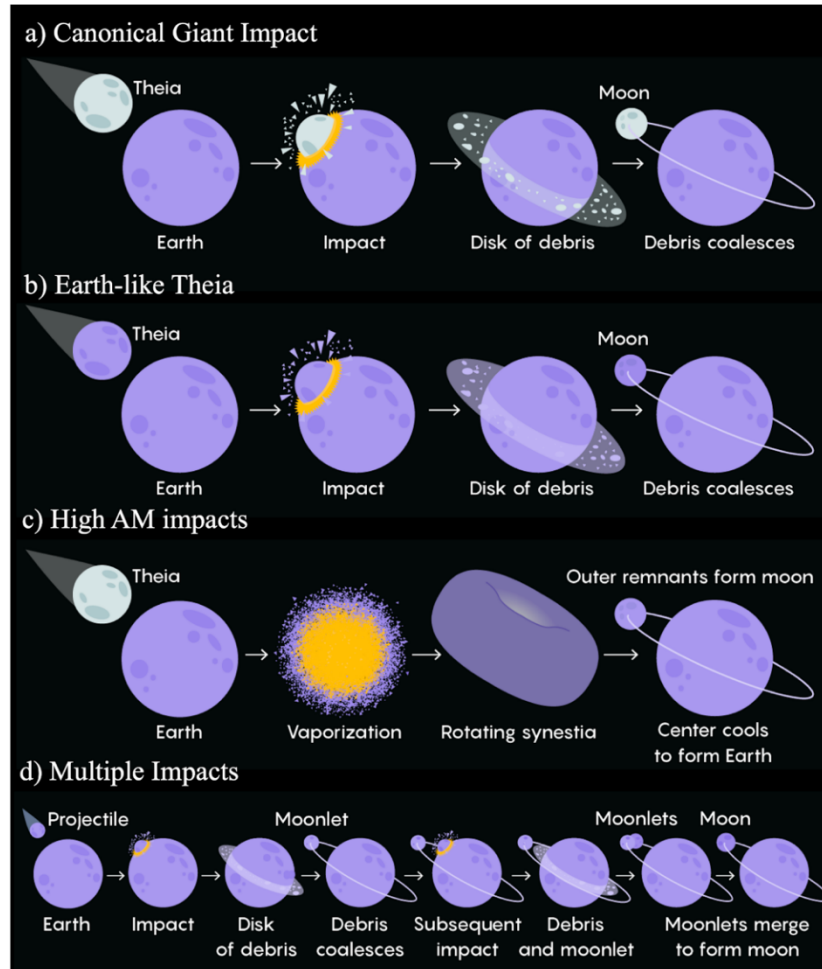 a) Canonical Giant Impact
Theia
Moon
Earth
Impact
Disk of debris
Debris coalesces
b) Earth-like Theia
Theia
Moon
Earth
Impact
Disk of debris
Debris coalesces
c) High AM impacts
Theia
Outer remnants form moon
Earth
Vaporization
Rotating synestia
Center cools
to form Earth
d) Multiple Impacts
Projectile
Moonlet
Moonlets
Moon
Earth
Impact
Disk
of debris
Debris
coalesces
Subsequent
impact
Debris
and moonlet
Moonlets merge
to form moon